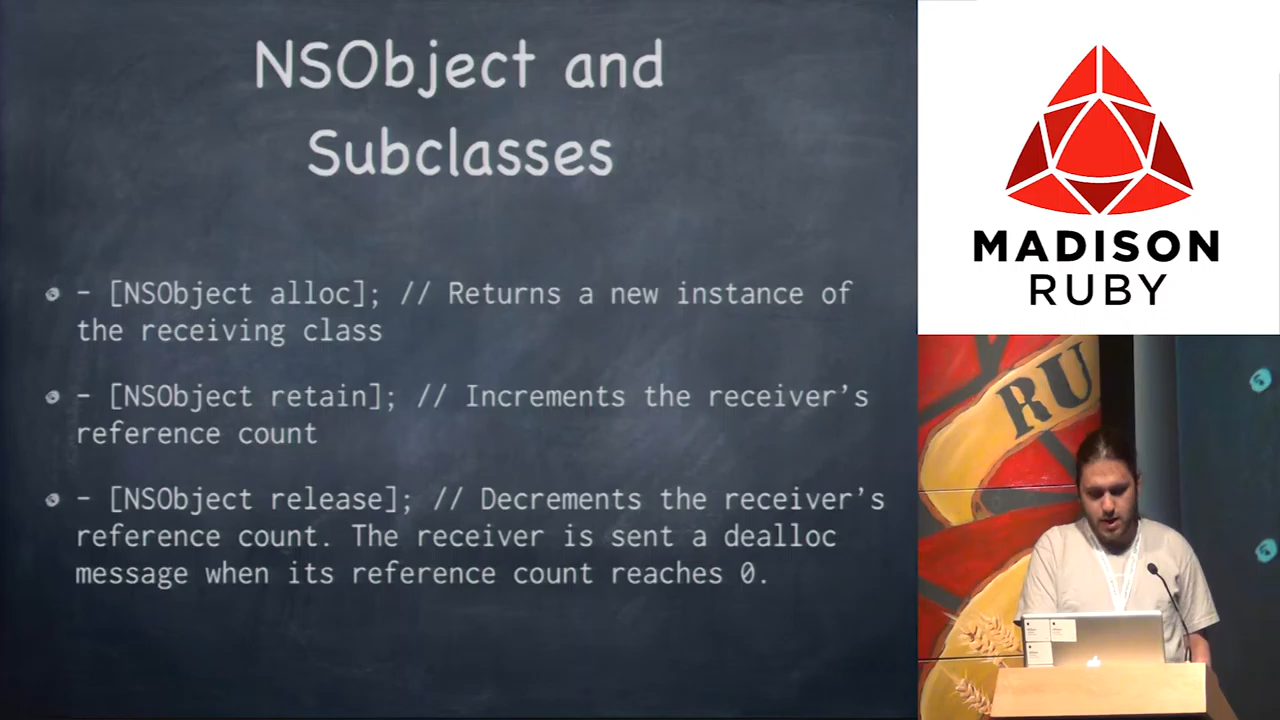 NSObject and
Subclasses
- [NSObject alloc]; // Returns a new instance of
the receiving class
- [NSObject retain]; // Increments the receiver’s
reference count
- [NSObject release]; // Decrements the receiver’s
reference count. The receiver is sent a dealloc
message when its reference count reaches 0.
MADISON
RUBY
RU